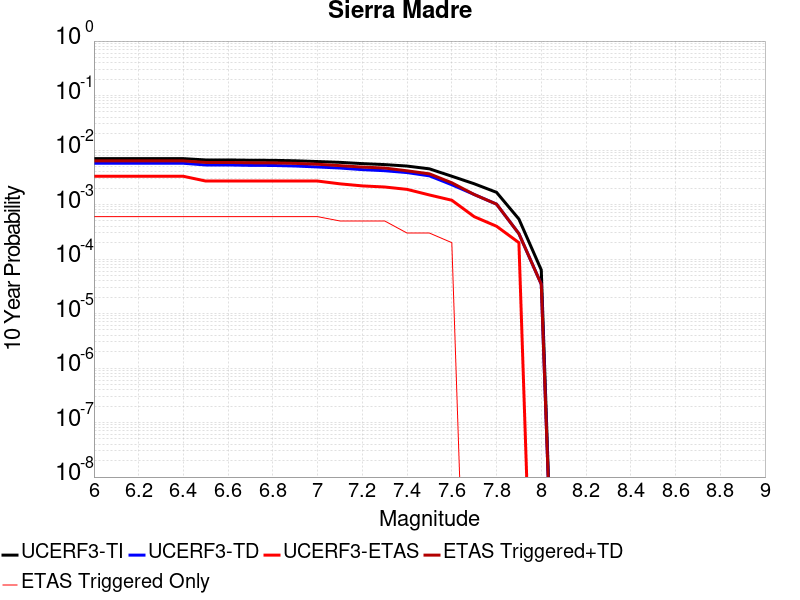 Sierra Madre
10^0
10^-1
10^-2
10^-3
10^-4
10^-5
10^-6
10^-7
10^-8
10 Year Probability
6 6.2 6.4 6.6 6.8 7 7.2 7.4 7.6 7.8 8 8.2 8.4 8.6 8.8 9
Magnitude
UCERF3-TI UCERF3-TD UCERF3-ETAS ETAS Triggered+TD
ETAS Triggered Only